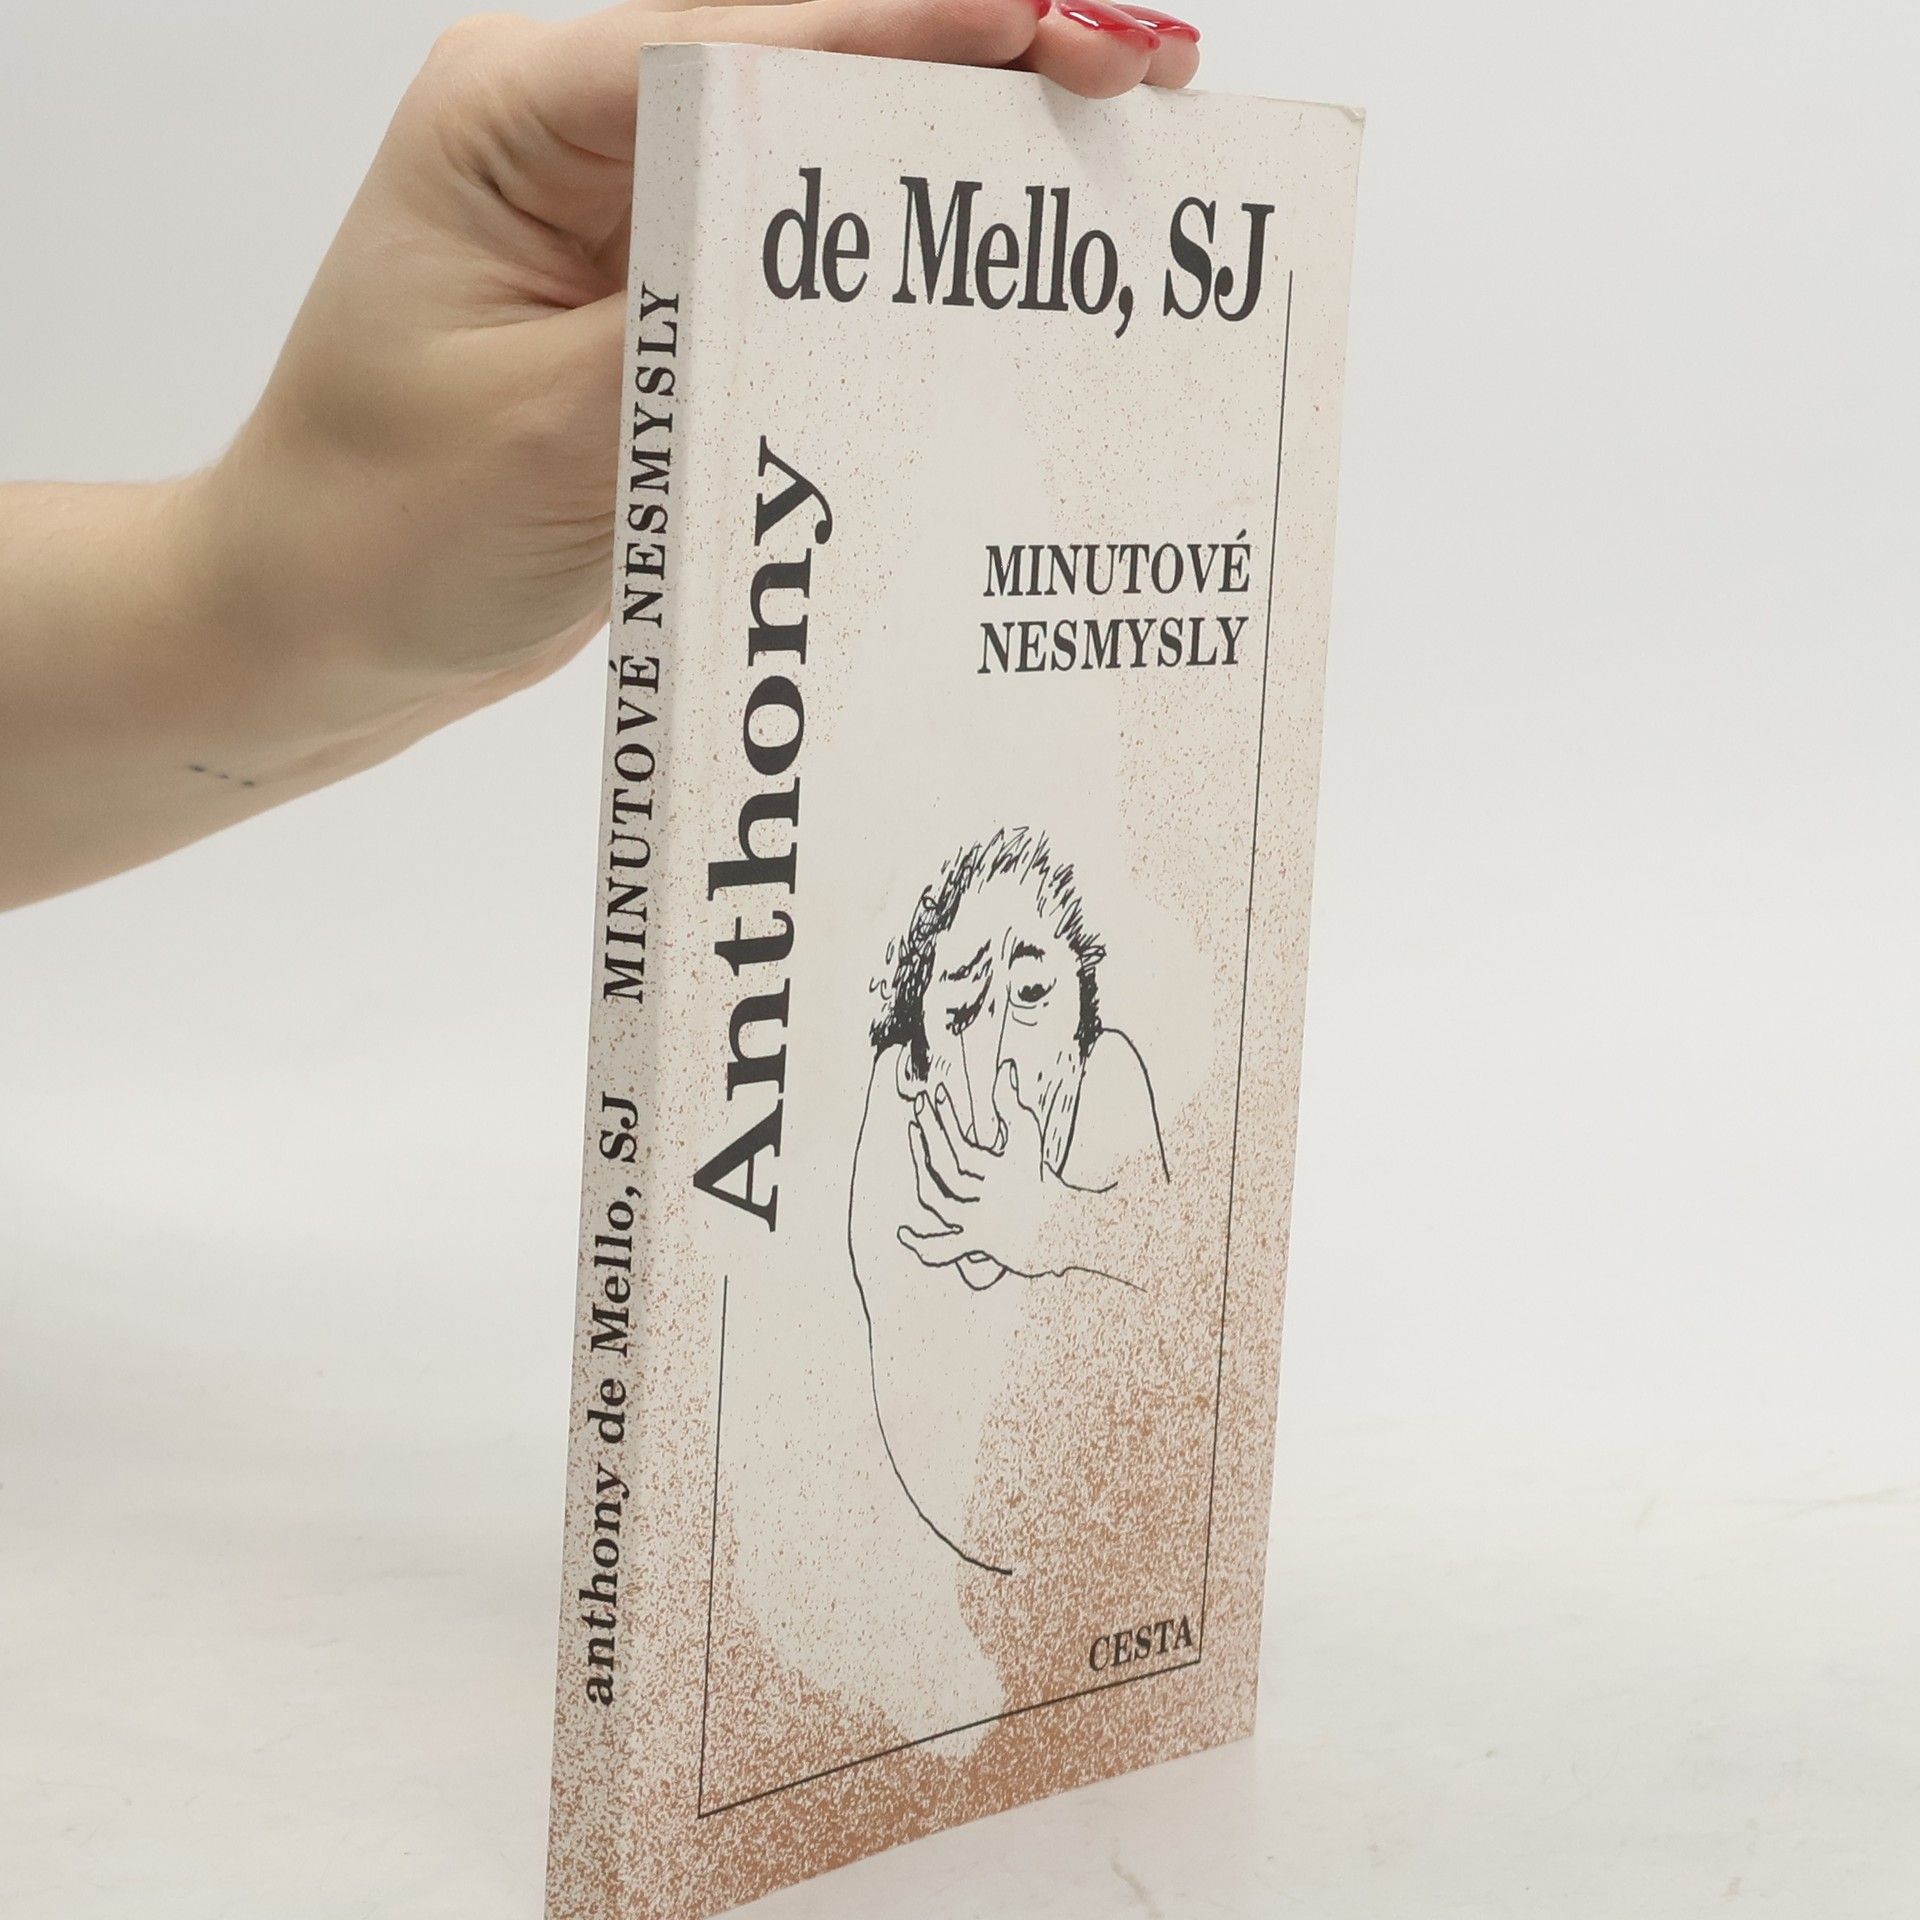 de Mello, SJ
Anthony
MINUTOVÉ
NESMYSLY
CESTA
anthony de Mello, SJ MINUTOVÉ NESMYSLY